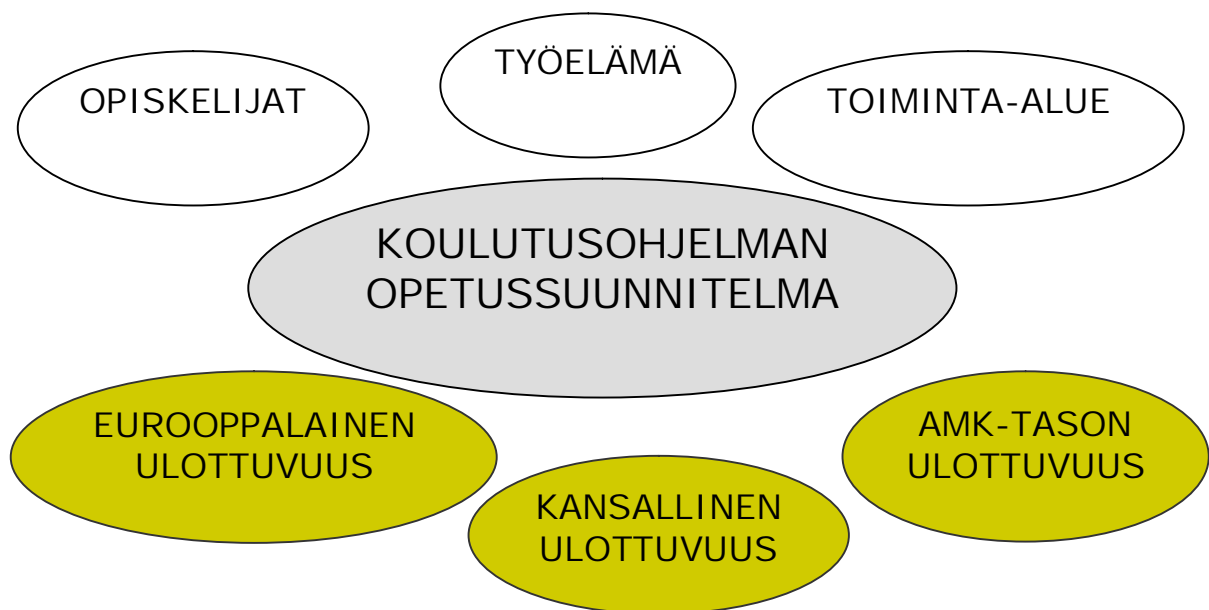 TYÖELÄMÄ
OPISKELIJAT
TOIMINTA-ALUE
KOULUTUSOHJELMAN
OPETUSSUUNNITELMA
EUROOPPALAINEN
ULOTTUVUUS
AMK-TASON
ULOTTUVUUS
KANSALLINEN
ULOTTUVUUS